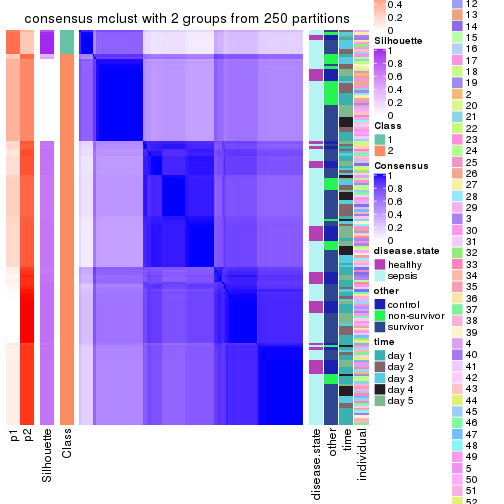 consensus mclust with 2 groups from 250 partitions
p1
p2
Silhouette
Class
disease.state
other
time
individual
0.4
0.2
0
Silhouette
1
0.8
0.6
0.4
0.2
0
Class
1
2
Consensus
1
0.8
0.6
0.4
0.2
0
disease.state
healthy
sepsis
other
control
non-survivor
survivor
time
day 1
day 2
day 3
day 4
day 5
12
13
14
15
16
17
18
19
2
20
21
22
23
24
25
26
27
28
29
3
30
31
32
33
34
35
36
37
38
39
4
40
41
42
43
44
45
46
47
48
49
5
50
51
52